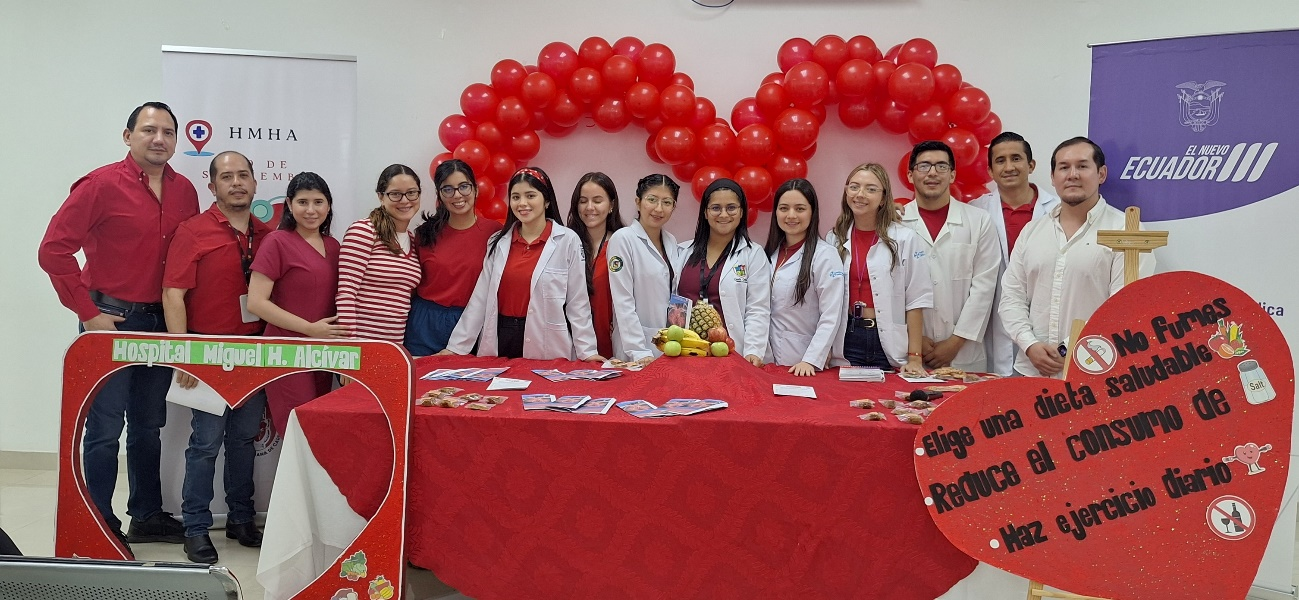 HMHA
DE
EL NUEVO
ECUADOR
Hospital Miguel H. Alcívar
No Fumes
Elige una dieta saludable
Reduce el consumo de
Salt
Haz ejercicio diario